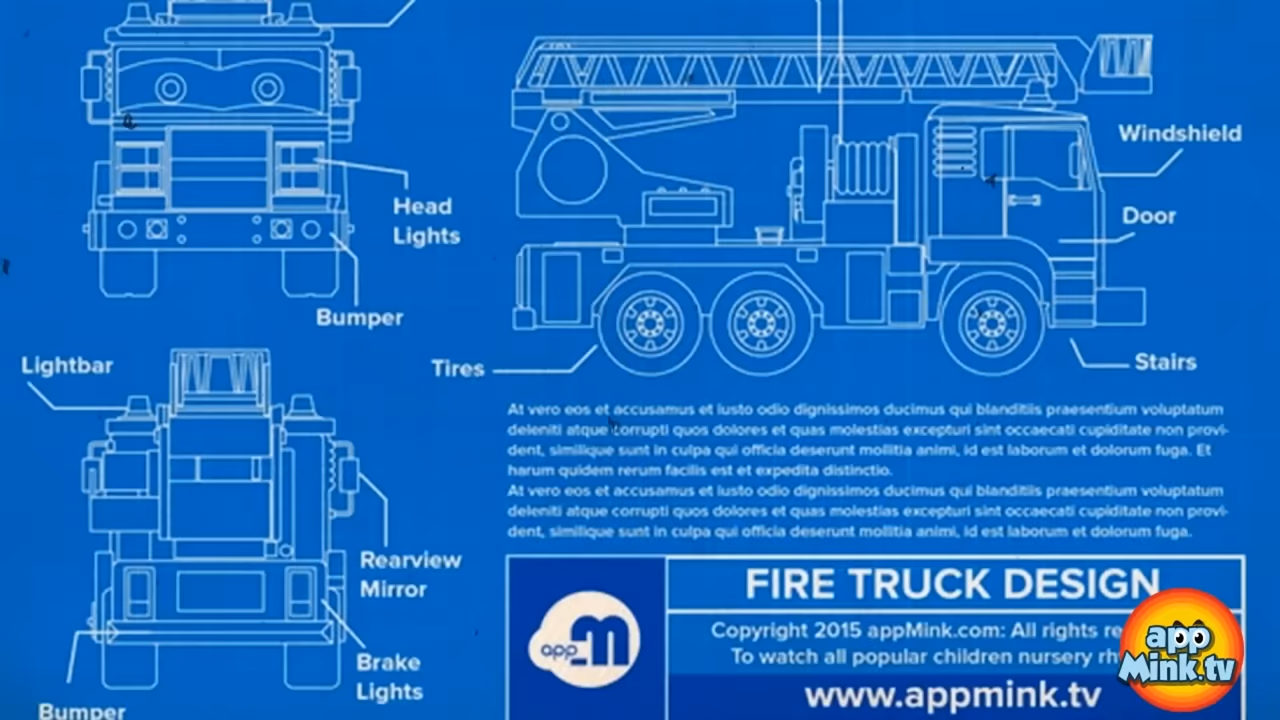 Head
Lights
Bumper
Windshield
Door
Tires
Stairs
Lightbar
Rearview
Mirror
Brake
Lights
Bumper
At vero eos et accusamus et iusto odio dignissimos ducimus qui blanditiis praesentium voluptatum
deleniti atque corrupti quos dolores et quas molestias excepturi sint occaecati cupiditate non provi-
dent, similique sunt in culpa qui officia deserunt mollitia animi, id est laborum et dolorum fuga. Et
harum quidem rerum facilis est et expedita distinctio.
At vero eos et accusamus et iusto odio dignissimos ducimus qui blanditiis praesentium voluptatum
deleniti atque corrupti quos dolores et quas molestias excepturi sint occaecati cupiditate non provi-
dent, similique sunt in culpa qui officia deserunt mollitia animi, id est laborum et dolorum fuga.
FIRE TRUCK DESIGN
Copyright 2015 appMink.com: All rights
To watch all popular children nursery
www.appmink.tv
app m
app
Mink.tv